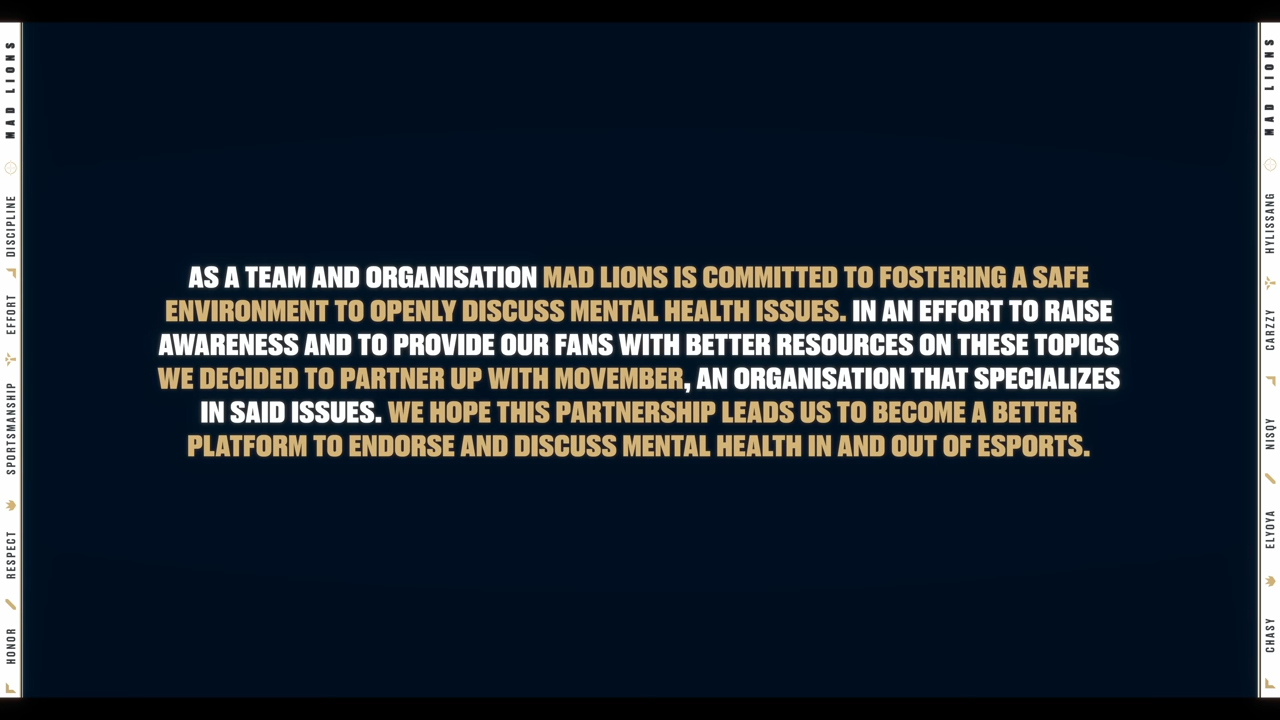 AS A TEAM AND ORGANISATION MAD LIONS IS COMMITTED TO FOSTERING A SAFE
ENVIRONMENT TO OPENLY DISCUSS MENTAL HEALTH ISSUES. IN AN EFFORT TO RAISE
AWARENESS AND TO PROVIDE OUR FANS WITH BETTER RESOURCES ON THESE TOPICS
WE DECIDED TO PARTNER UP WITH MOVEMBER, AN ORGANISATION THAT SPECIALIZES
IN SAID ISSUES. WE HOPE THIS PARTNERSHIP LEADS US TO BECOME A BETTER
PLATFORM TO ENDORSE AND DISCUSS MENTAL HEALTH IN AND OUT OF ESPORTS.
HONOR RESPECT SPORTSMANSHIP EFFORT DISCIPLINE MAD LIONS
CHASY ELYOYA NISQY CARZZY HYLISSANG MAD LIONS